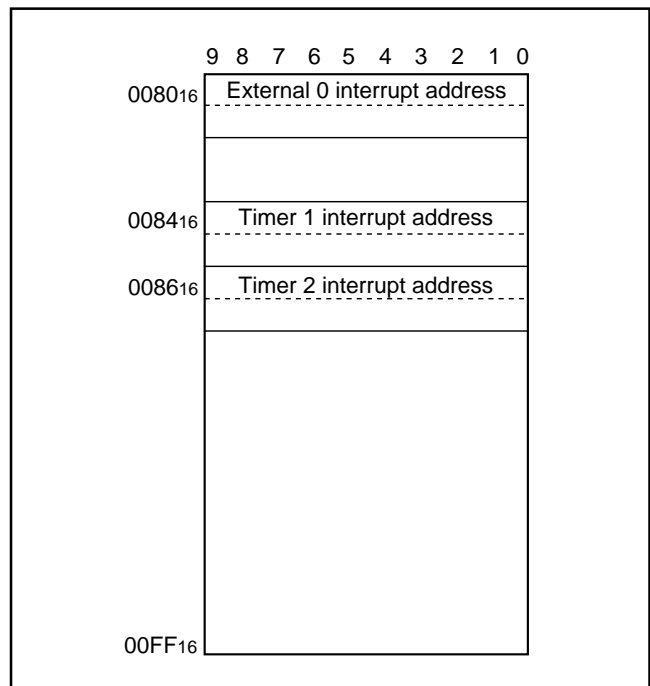 9 8 7 6 5 4 3 2 1 0
0080₁₆ External 0 interrupt address
0084₁₆ Timer 1 interrupt address
0086₁₆ Timer 2 interrupt address
00FF₁₆